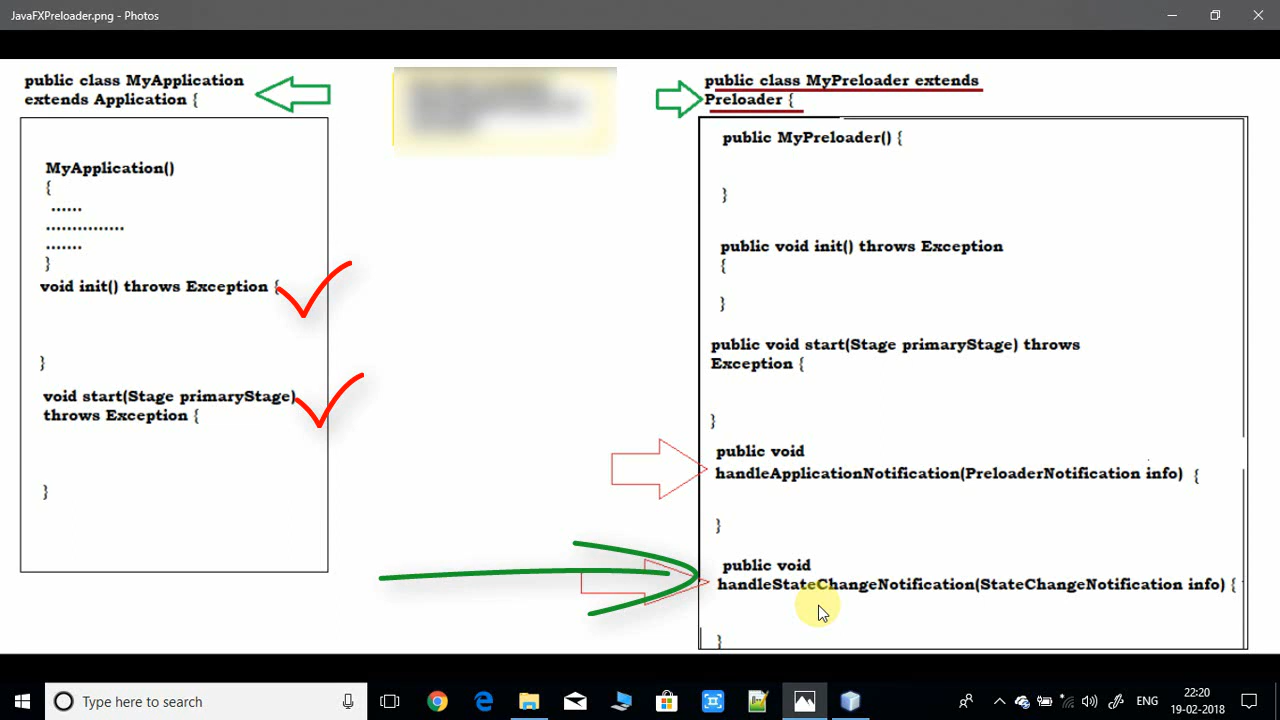 JavaFXPreloader.png - Photos
public class MyApplication
extends Application {
MyApplication()
{
......
...............
.......
}
void init() throws Exception {
}
void start(Stage primaryStage)
throws Exception {
}
public class MyPreloader extends
Preloader {
public MyPreloader() {
}
public void init() throws Exception
{
}
public void start(Stage primaryStage) throws
Exception {
}
public void
handleApplicationNotification(PreloaderNotification info) {
}
public void
handleStateChangeNotification(StateChangeNotification info) {
}
Type here to search
ENG
22:20
19-02-2018